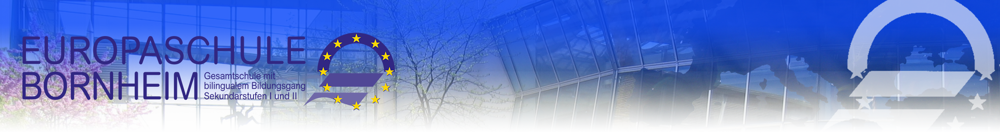 EUROPASCHULE
BORNHEIM
Gesamtschule mit
bilingualem Bildungsgang
Sekundarstufen I und II